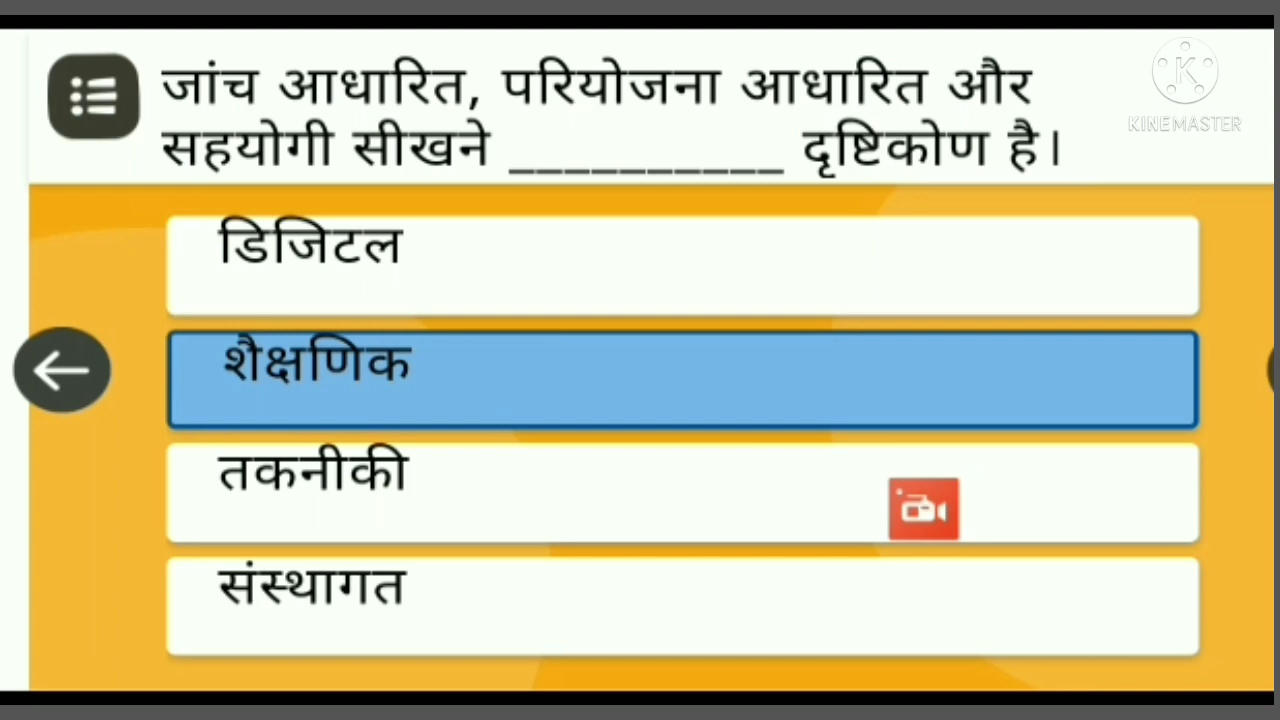 जांच आधारित, परियोजना आधारित और
सहयोगी सीखने __________ दृष्टिकोण है।
KINEMASTER
डिजिटल
शैक्षणिक
तकनीकी
संस्थागत